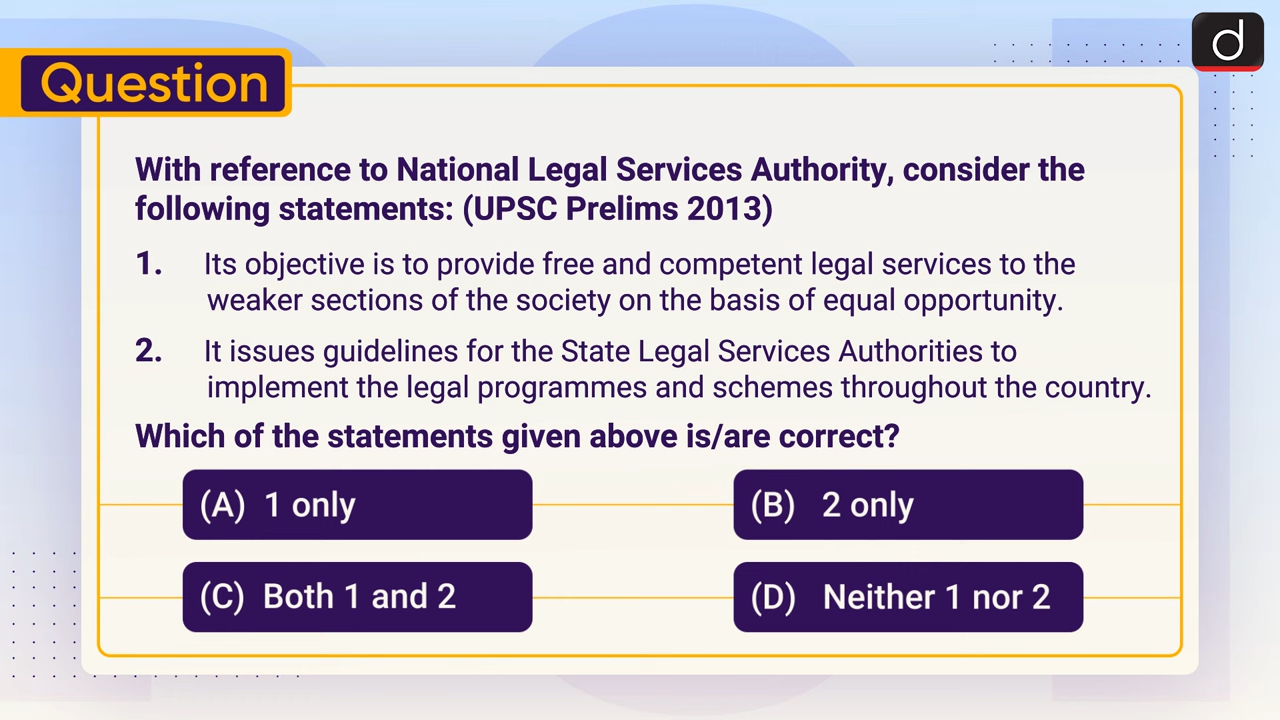 d
Question
With reference to National Legal Services Authority, consider the
following statements: (UPSC Prelims 2013)
1. Its objective is to provide free and competent legal services to the
weaker sections of the society on the basis of equal opportunity.
2. It issues guidelines for the State Legal Services Authorities to
implement the legal programmes and schemes throughout the country.
Which of the statements given above is/are correct?
(A) 1 only
(B) 2 only
(C) Both 1 and 2
(D) Neither 1 nor 2